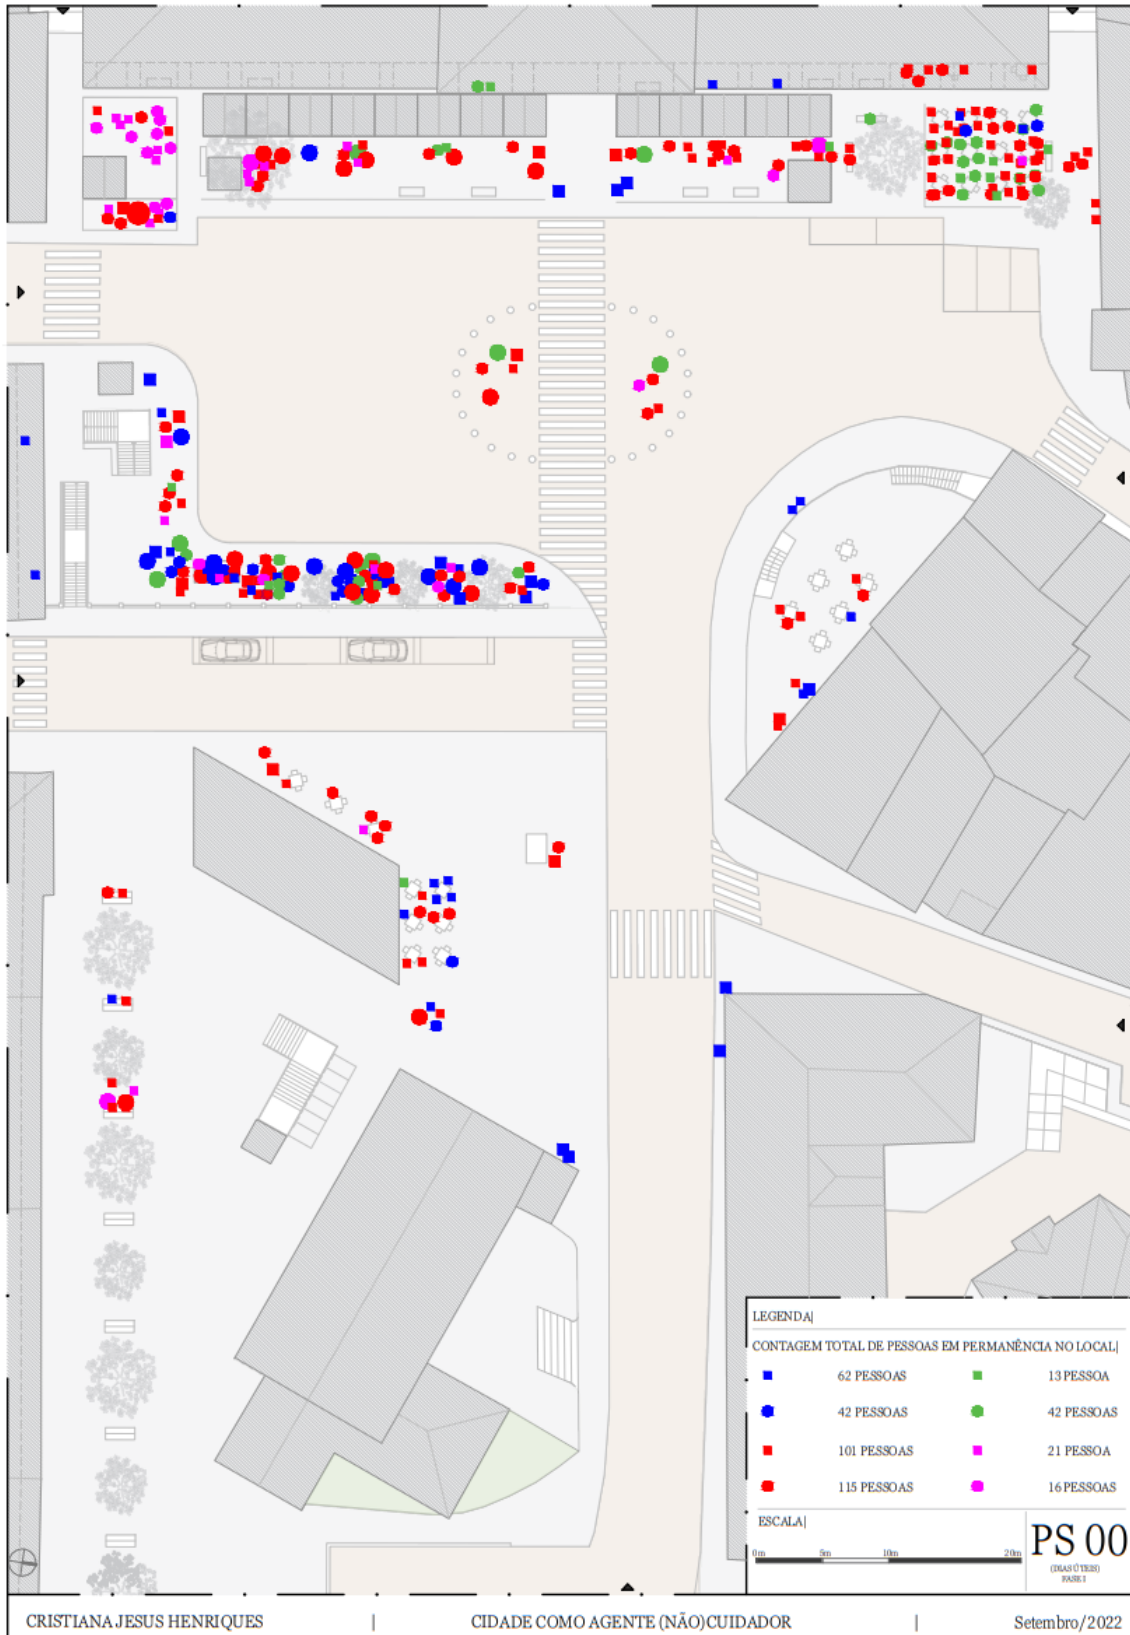 LEGENDA|
CONTAGEM TOTAL DE PESSOAS EM PERMANÊNCIA NO LOCAL|
62 PESSOAS
13 PESSOA
42 PESSOAS
42 PESSOAS
101 PESSOAS
21 PESSOA
115 PESSOAS
16 PESSOAS
ESCALA|
0m 5m 10m 20m
PS 00
(DIAS ÚTEIS)
FASE I
CRISTIANA JESUS HENRIQUES | CIDADE COMO AGENTE (NÃO)CUIDADOR | Setembro/2022